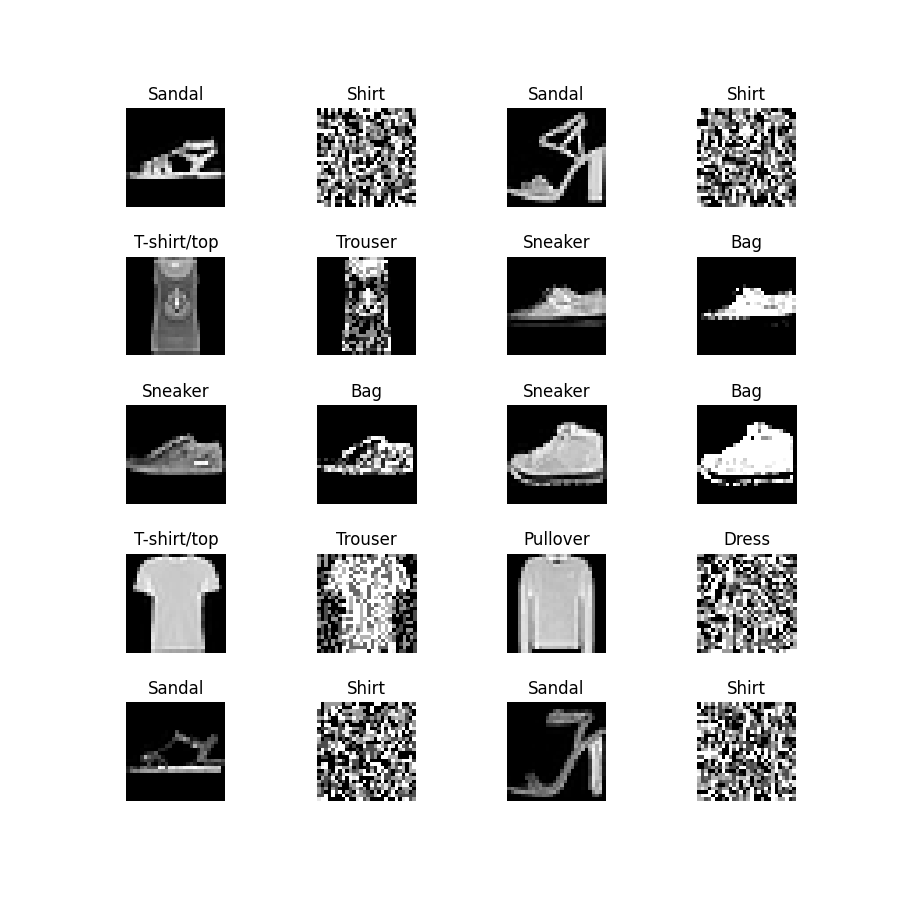 Sandal Shirt Sandal Shirt
T-shirt/top Trouser Sneaker Bag
Sneaker Bag Sneaker Bag
T-shirt/top Trouser Pullover Dress
Sandal Shirt Sandal Shirt